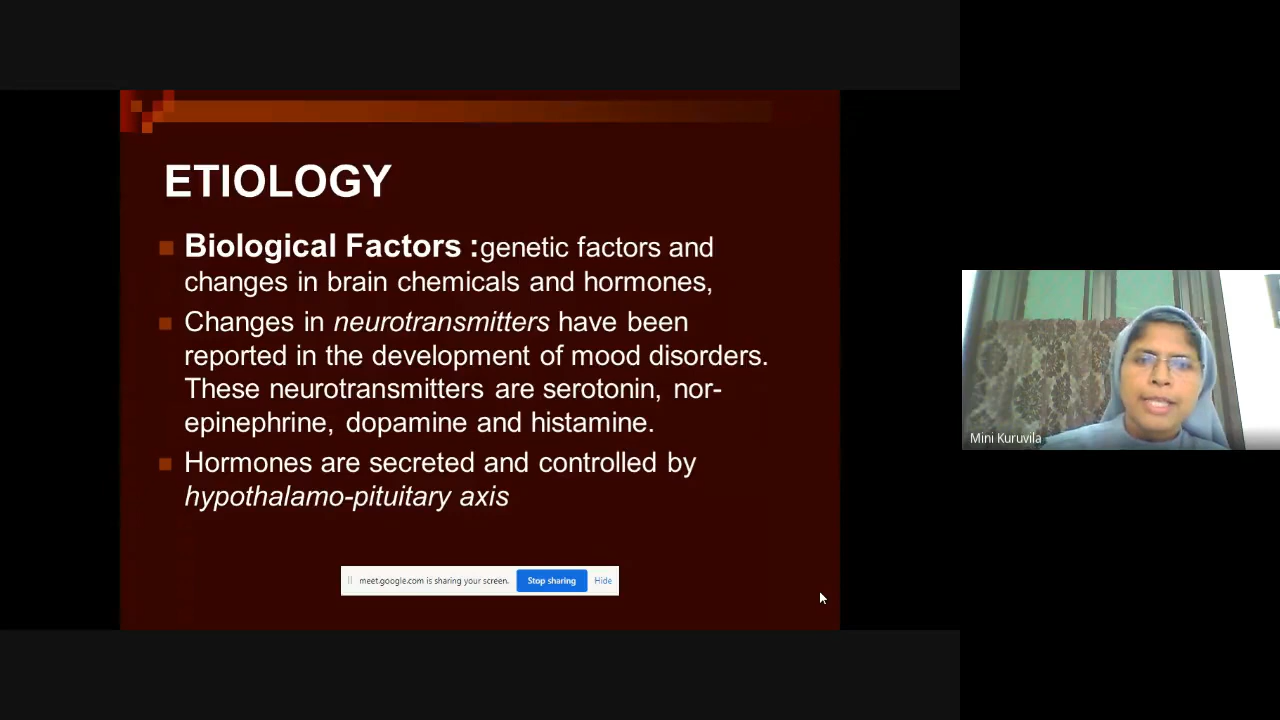 ETIOLOGY
Biological Factors :genetic factors and
changes in brain chemicals and hormones,
Changes in neurotransmitters have been
reported in the development of mood disorders.
These neurotransmitters are serotonin, nor-
epinephrine, dopamine and histamine.
Hormones are secreted and controlled by
hypothalamo-pituitary axis
meet.google.com is sharing your screen. Stop sharing Hide
Mini Kuruvila